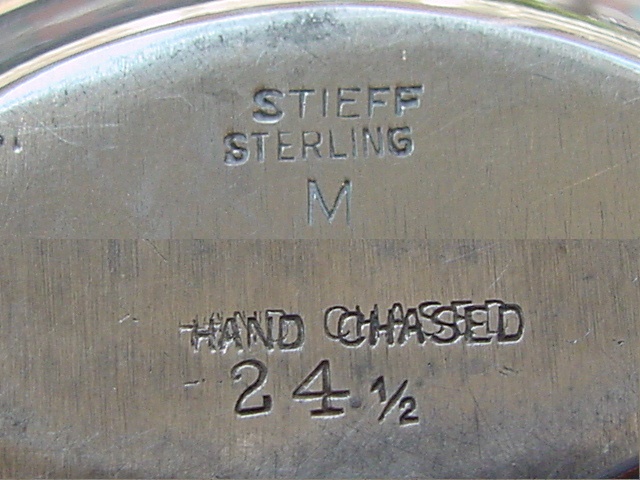 STIEFF
STERLING
M
HAND CHASED
24 ½